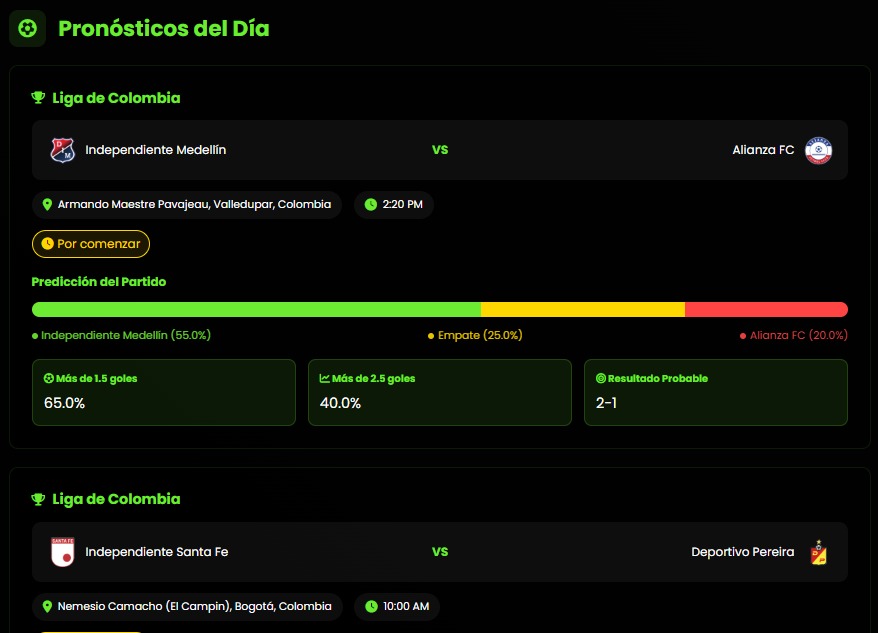 Pronósticos del Día
Liga de Colombia
Independiente Medellín VS Alianza FC
Armando Maestre Pavajeau, Valledupar, Colombia 2:20 PM
Por comenzar
Predicción del Partido
Independiente Medellín (55.0%) Empate (25.0%) Alianza FC (20.0%)
Más de 1.5 goles Más de 2.5 goles Resultado Probable
65.0% 40.0% 2-1
Liga de Colombia
SANTA FE
Independiente Santa Fe VS Deportivo Pereira
Nemesio Camacho (El Campin), Bogotá, Colombia 10:00 AM